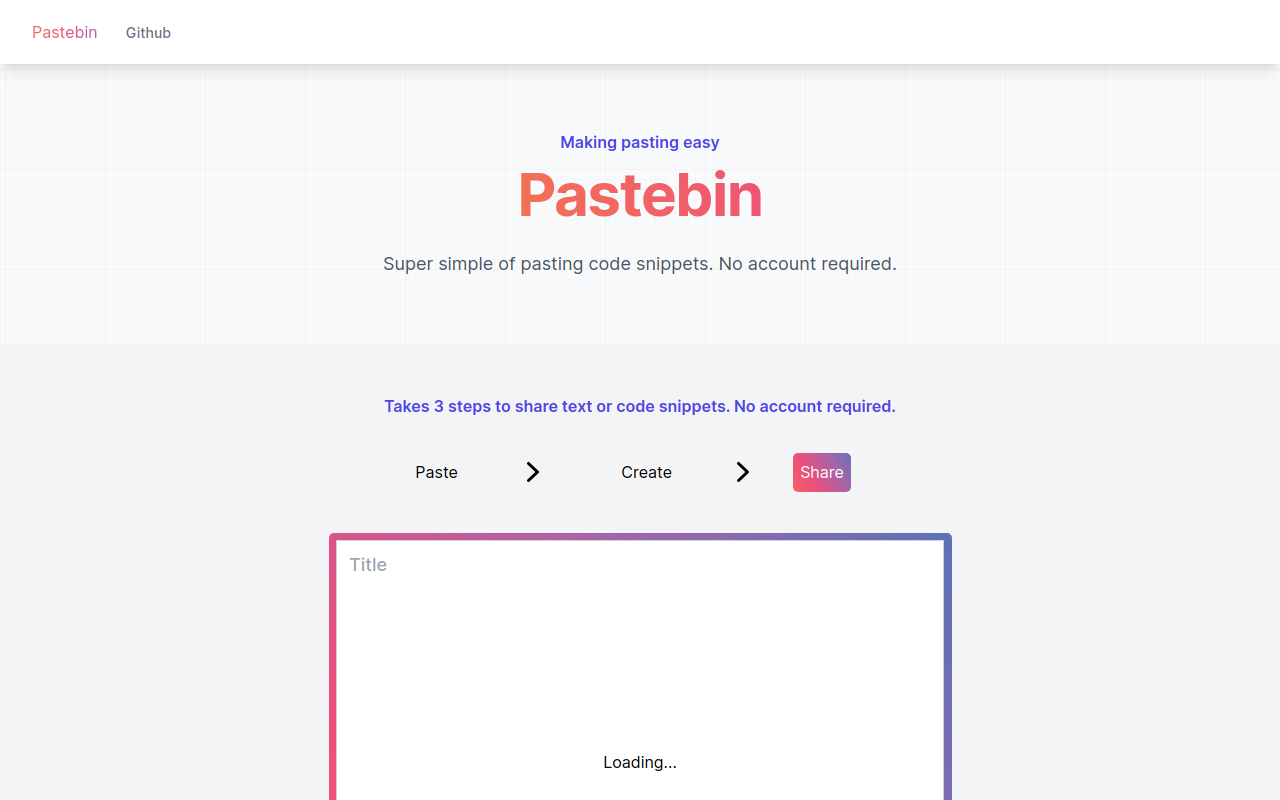 Pastebin Github
Making pasting easy
Pastebin
Super simple of pasting code snippets. No account required.
Takes 3 steps to share text or code snippets. No account required.
Paste Create Share
Title
Loading...